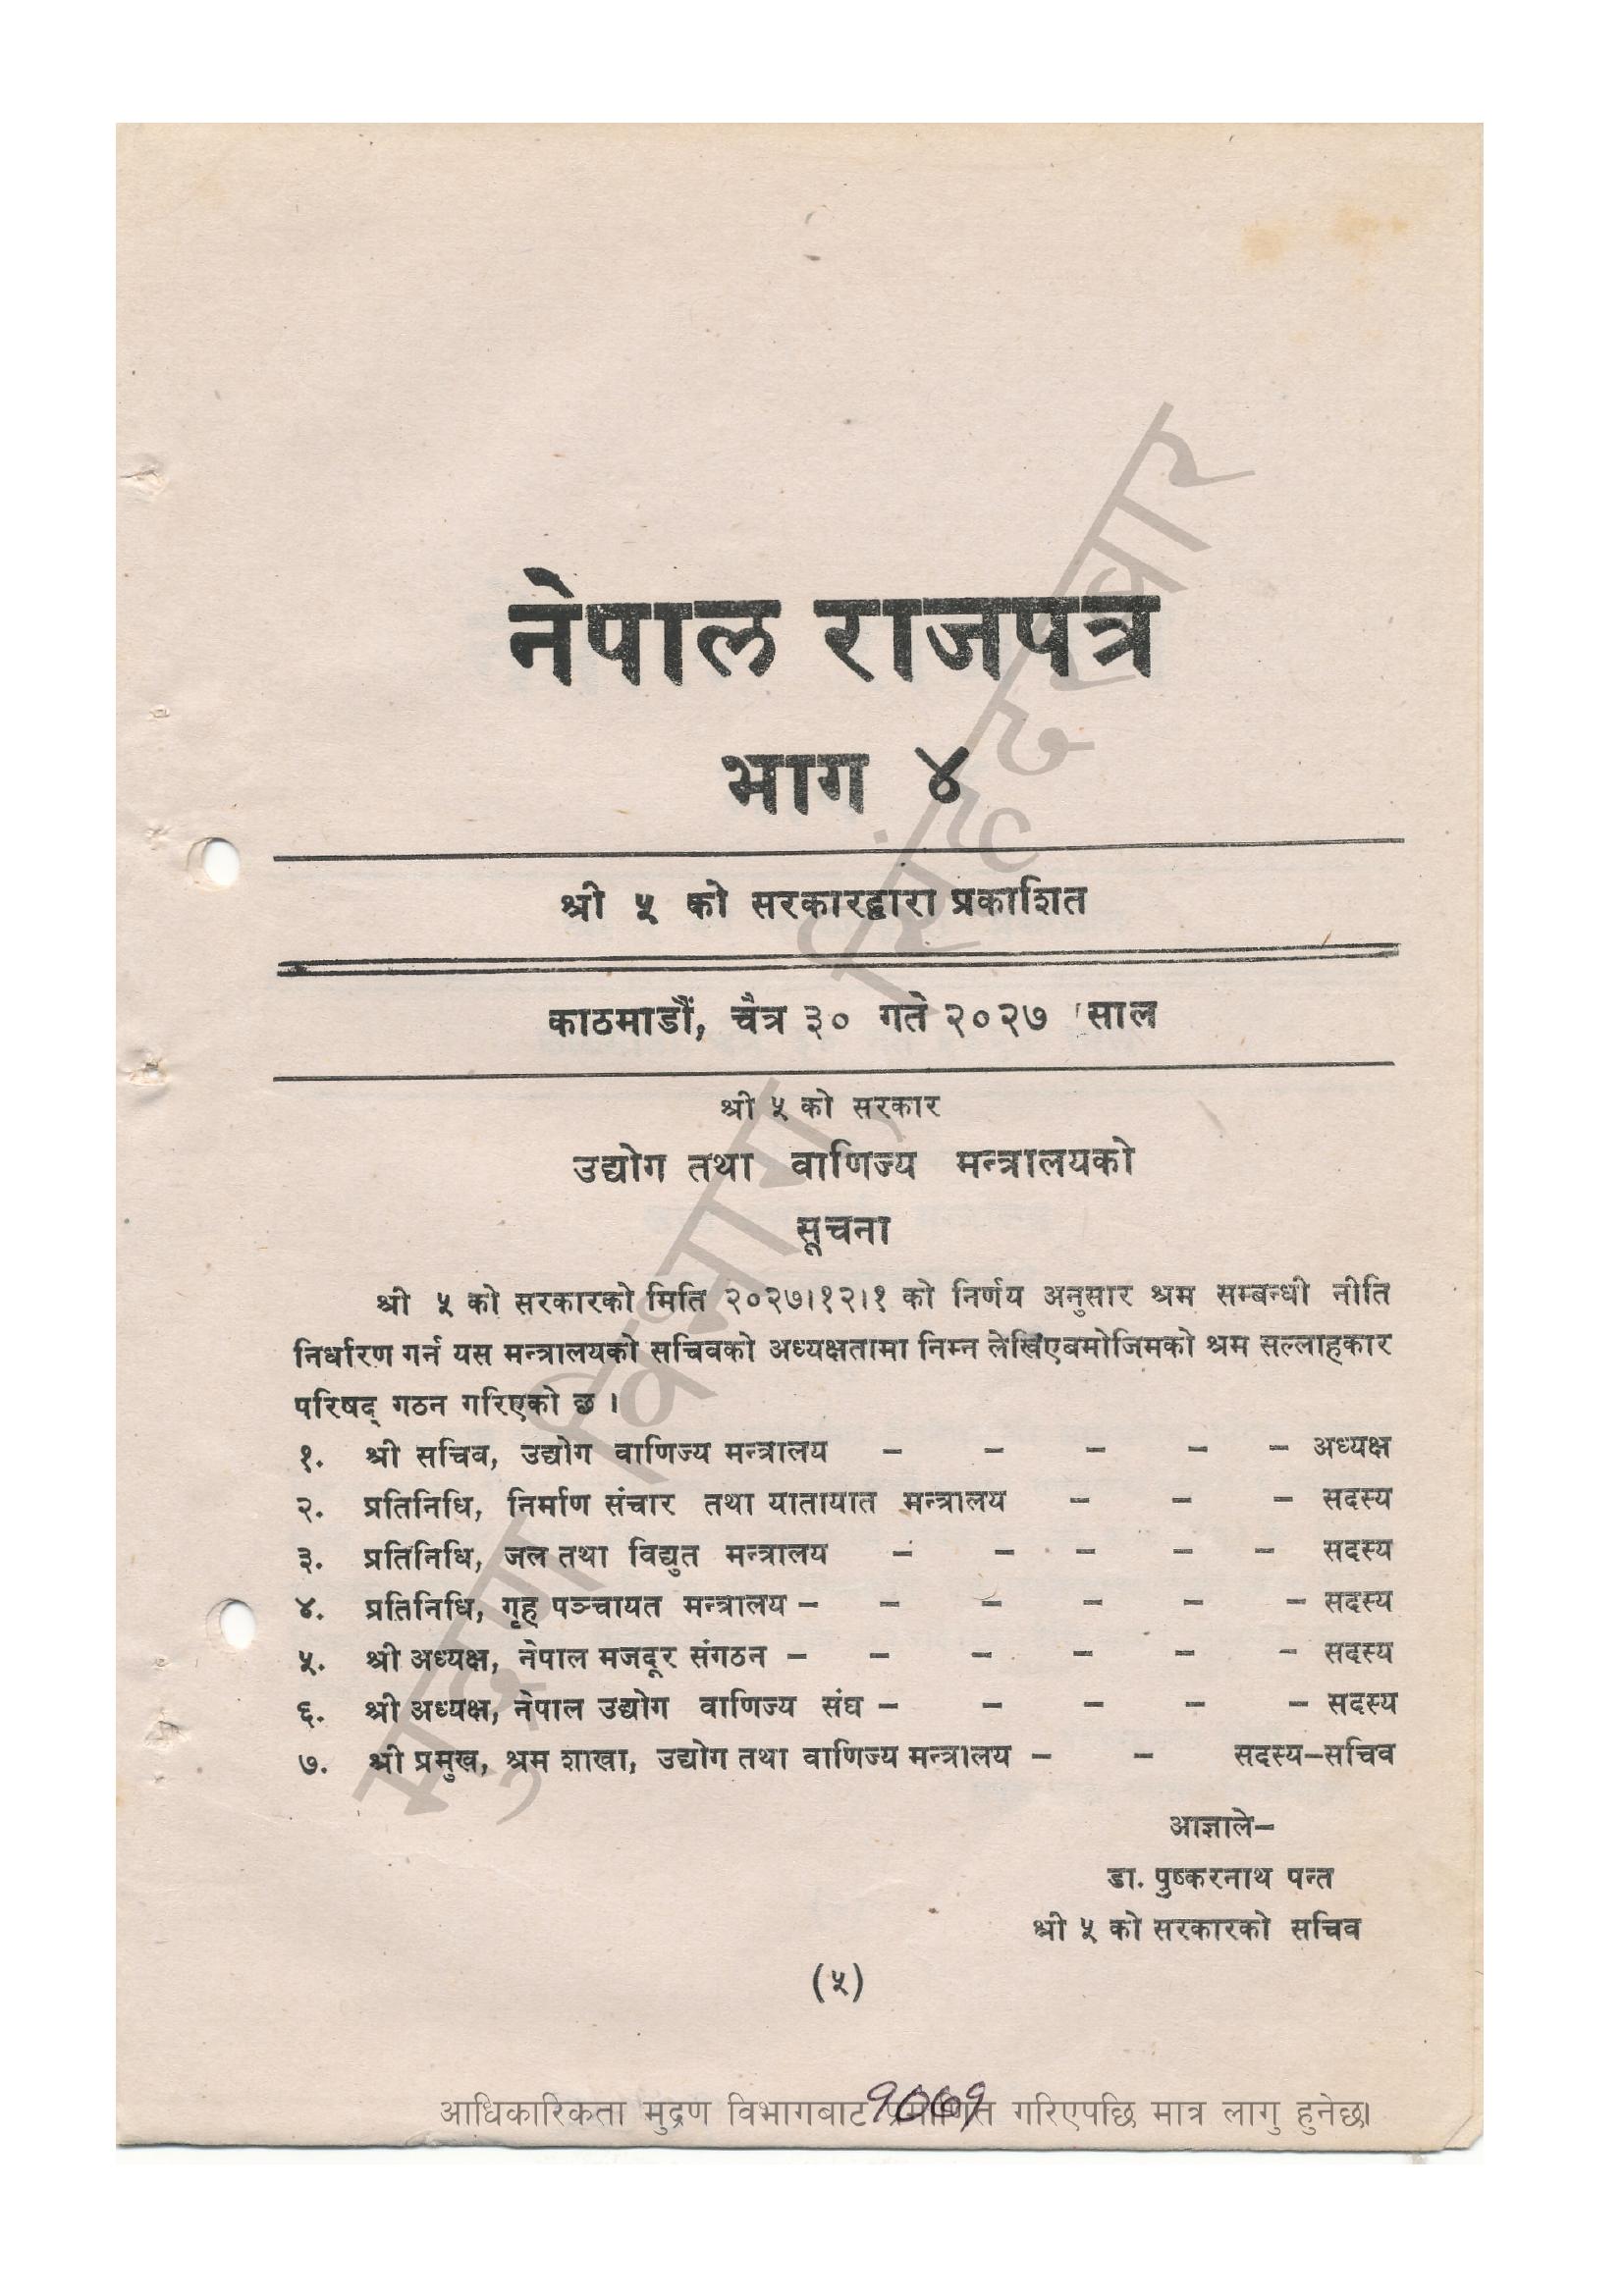 नेपाल राजपत्र
भाग ४
श्री ५ को सरकारद्वारा प्रकाशित
काठमाडौं, चैत्र ३० गते २०२७ साल
श्री ५ को सरकार
उद्योग तथा वाणिज्य मन्त्रालयको
सूचना
श्री ५ को सरकारको मिति २०२७।१२।१ को निर्णय अनुसार श्रम सम्बन्धी नीति
निर्धारण गर्न यस मन्त्रालयको सचिवको अध्यक्षतामा निम्न लेखिएबमोजिमको श्रम सल्लाहकार
परिषद् गठन गरिएको छ ।
१. श्री सचिव, उद्योग वाणिज्य मन्त्रालय – – – – – अध्यक्ष
२. प्रतिनिधि, निर्माण संचार तथा यातायात मन्त्रालय – – – सदस्य
३. प्रतिनिधि, जल तथा विद्युत मन्त्रालय – – – – – सदस्य
४. प्रतिनिधि, गृह पञ्चायत मन्त्रालय – – – – – – सदस्य
५. श्री अध्यक्ष, नेपाल मजदूर संगठन – – – – – – सदस्य
६. श्री अध्यक्ष, नेपाल उद्योग वाणिज्य संघ – – – – – सदस्य
७. श्री प्रमुख, श्रम शाखा, उद्योग तथा वाणिज्य मन्त्रालय – – सदस्य–सचिव
आज्ञाले–
डा. पुष्करनाथ पन्त
श्री ५ को सरकारको सचिव
(५)
मुद्रण विभाग, सिंहदरबार
आधिकारिकता मुद्रण विभागबाट प्रमाणित गरिएपछि मात्र लागु हुनेछ।